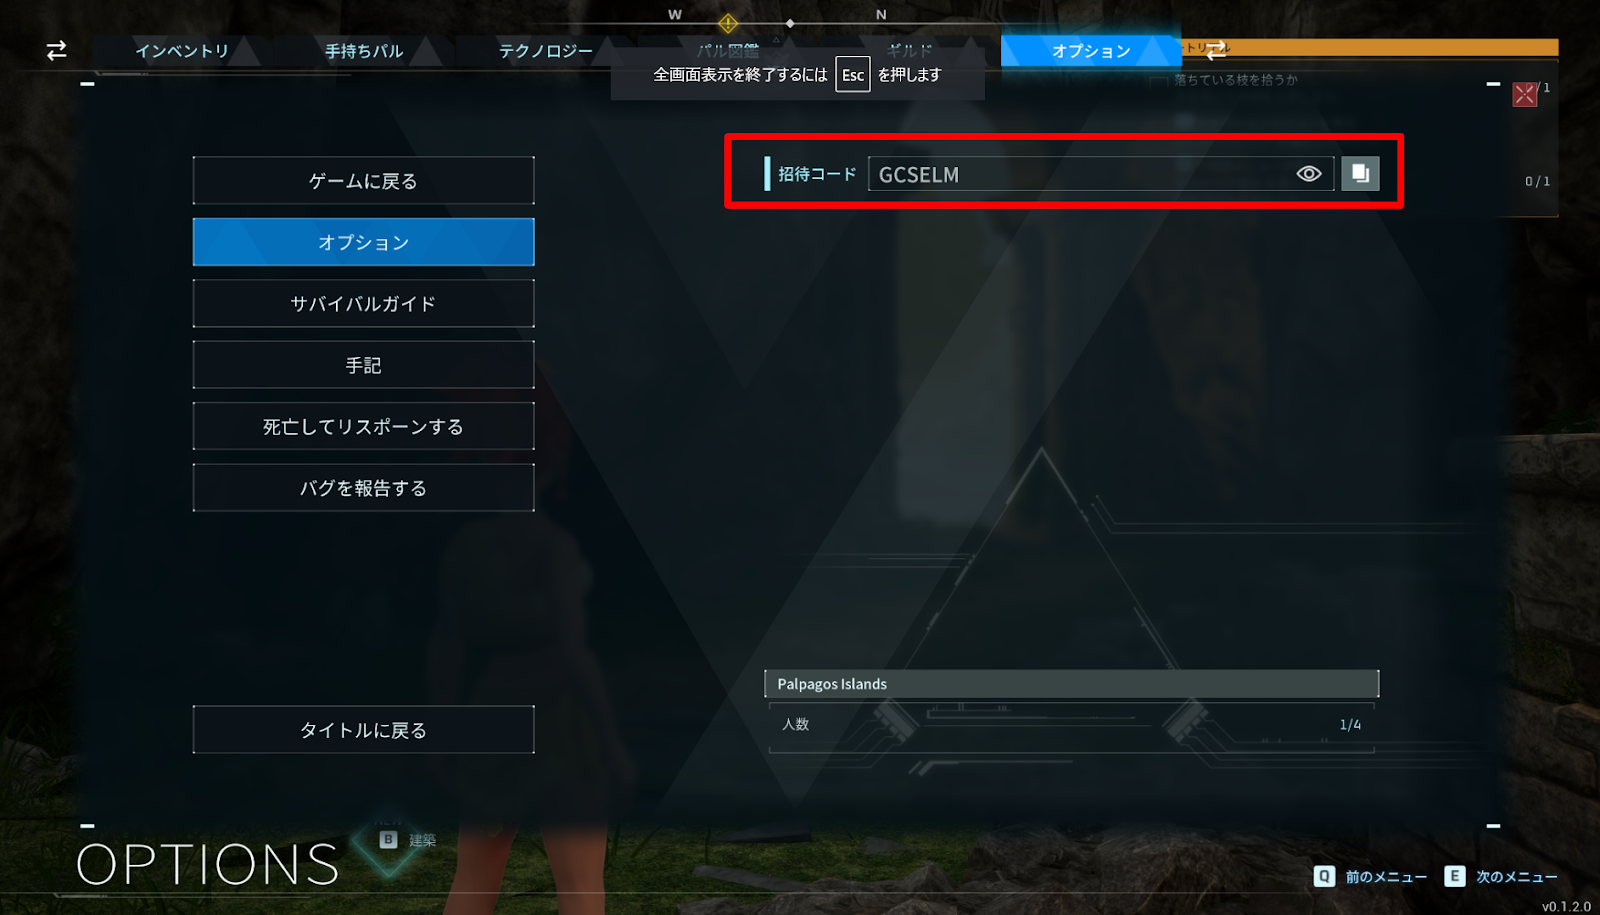 W N
インベントリ 手持ちパル テクノロジー パル図鑑 ギルド オプション
全画面表示を終了するには Esc を押します
落ちている枝を拾うか
/1
招待コード GCSELM
0/1
ゲームに戻る
オプション
サバイバルガイド
手記
死亡してリスポーンする
バグを報告する
Palpagos Islands
人数 1/4
タイトルに戻る
B 建築
OPTIONS
Q 前のメニュー E 次のメニュー
v0.1.2.0